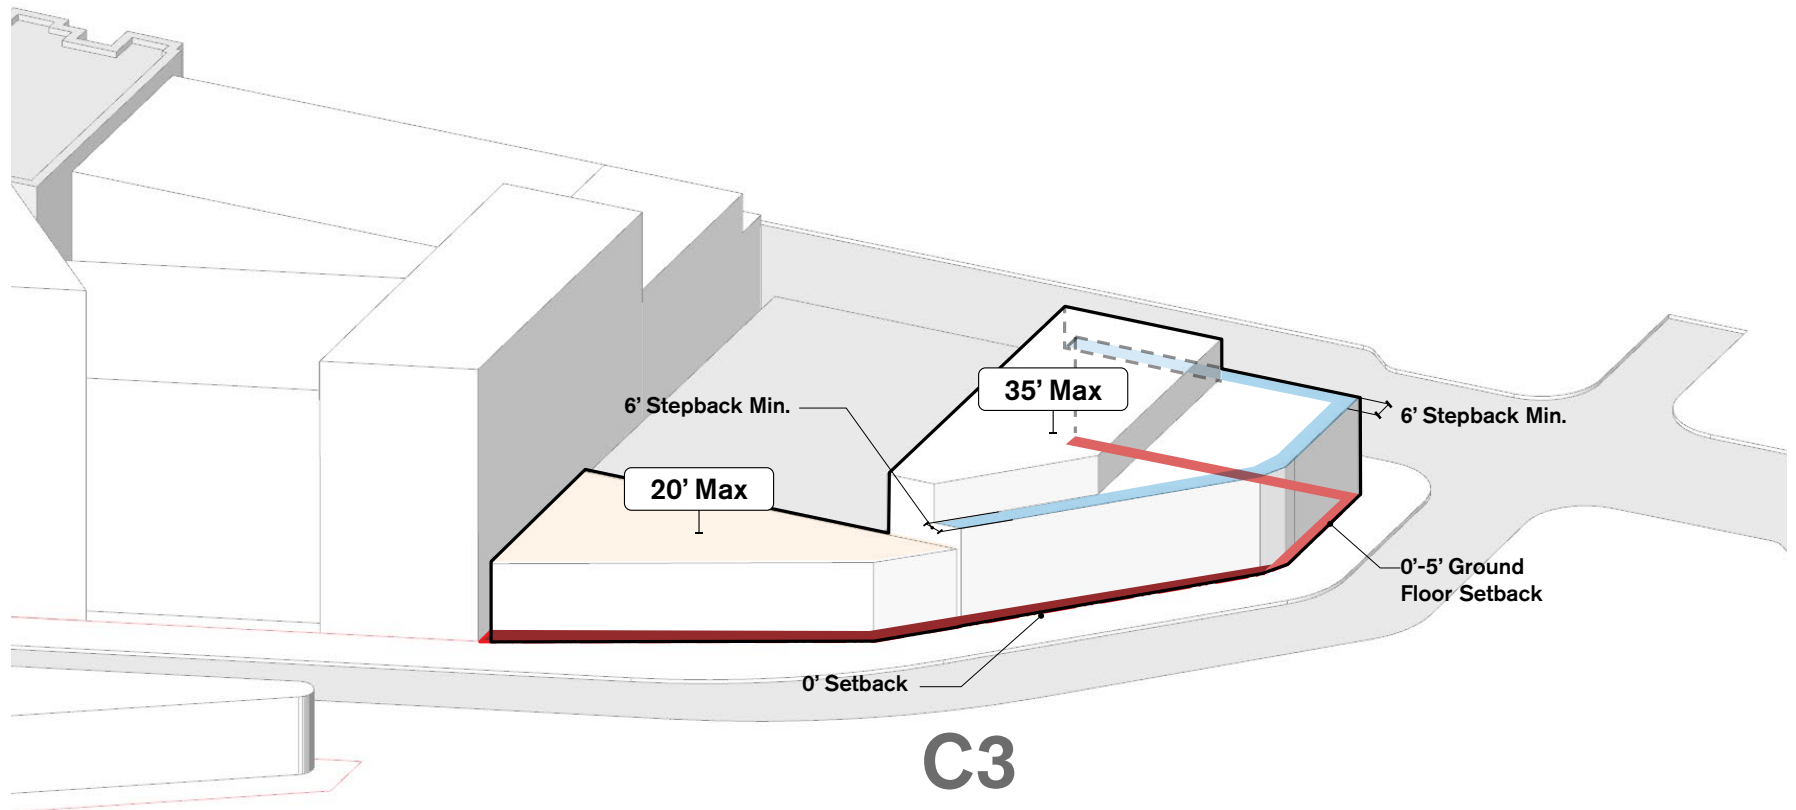 35’ Max
6’ Stepback Min.
6’ Stepback Min.
20’ Max
0’-5’ Ground
Floor Setback
0’ Setback
C3